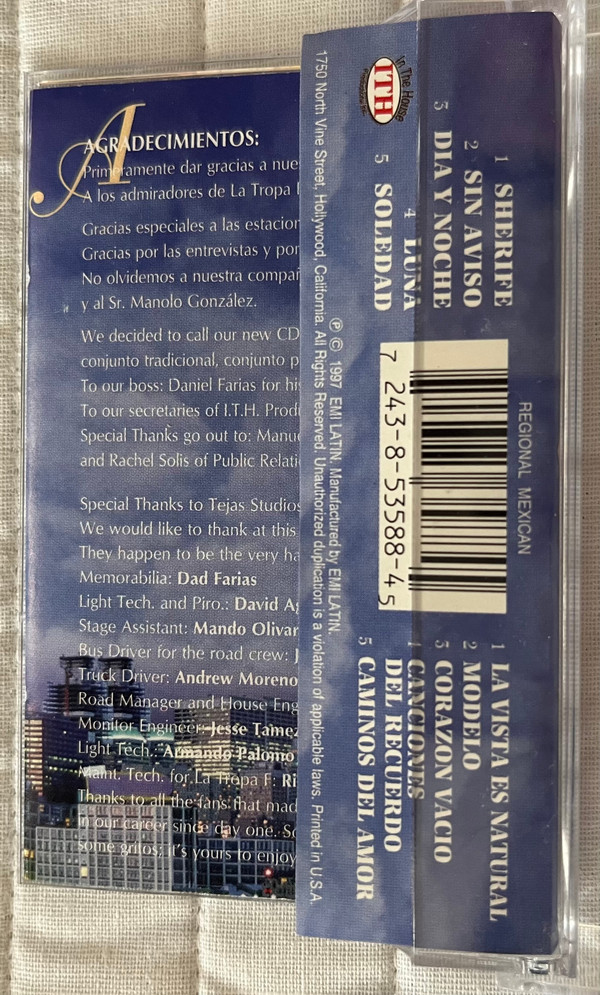 AGRADECIMIENTOS:
Primeramente dar gracias a nue
A los admiradores de La Tropa
Gracias especiales a las estacion
Gracias por las entrevistas y por
No olvidemos a nuestra compañ
y al Sr. Manolo González.
We decided to call our new CD
conjunto tradicional, conjunto p
To our boss: Daniel Farias for his
To our secretaries of I.T.H. Prod
Special Thanks go out to: Manu
and Rachel Solis of Public Relati
Special Thanks to Tejas Studios
We would like to thank at this
They happen to be the very ha
Memorabilia: Dad Farias
Light Tech. and Piro.: David Ag
Stage Assistant: Mando Olivar
Bus Driver for the road crew: J
Truck Driver: Andrew Moreno
Road Manager and House Eng
Monitor Engineer: Jesse Tamez
Light Tech.: Armando Palomo
Maint. Tech. for La Tropa F: Ri
Thanks to all the fans that mad
in our career since day one. So
some gritos; it's yours to enjoy
In The House
ITH
1 SHERIFE
2 SIN AVISO
3 DIA Y NOCHE
4 LUNA
5 SOLEDAD
REGIONAL MEXICAN
7 243-8-53588-4 5
1 LA VISTA ES NATURAL
2 MODELO
3 CORAZON VACIO
4 CANCIONES
DEL RECUERDO
5 CAMINOS DEL AMOR
℗ © 1997 EMI LATIN. Manufactured by EMI LATIN.
1750 North Vine Street, Hollywood, California. All Rights Reserved. Unauthorized duplication is a violation of applicable laws. Printed in U.S.A.